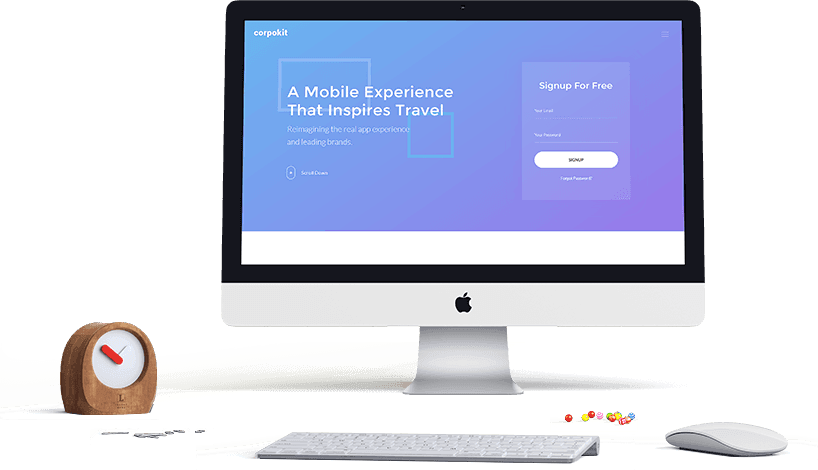 corpokit
A Mobile Experience
That Inspires Travel
Reimagining the real app experience
and leading brands.
Scroll Down
Signup For Free
Your Email
Your Password
SIGNUP
Forgot Password?